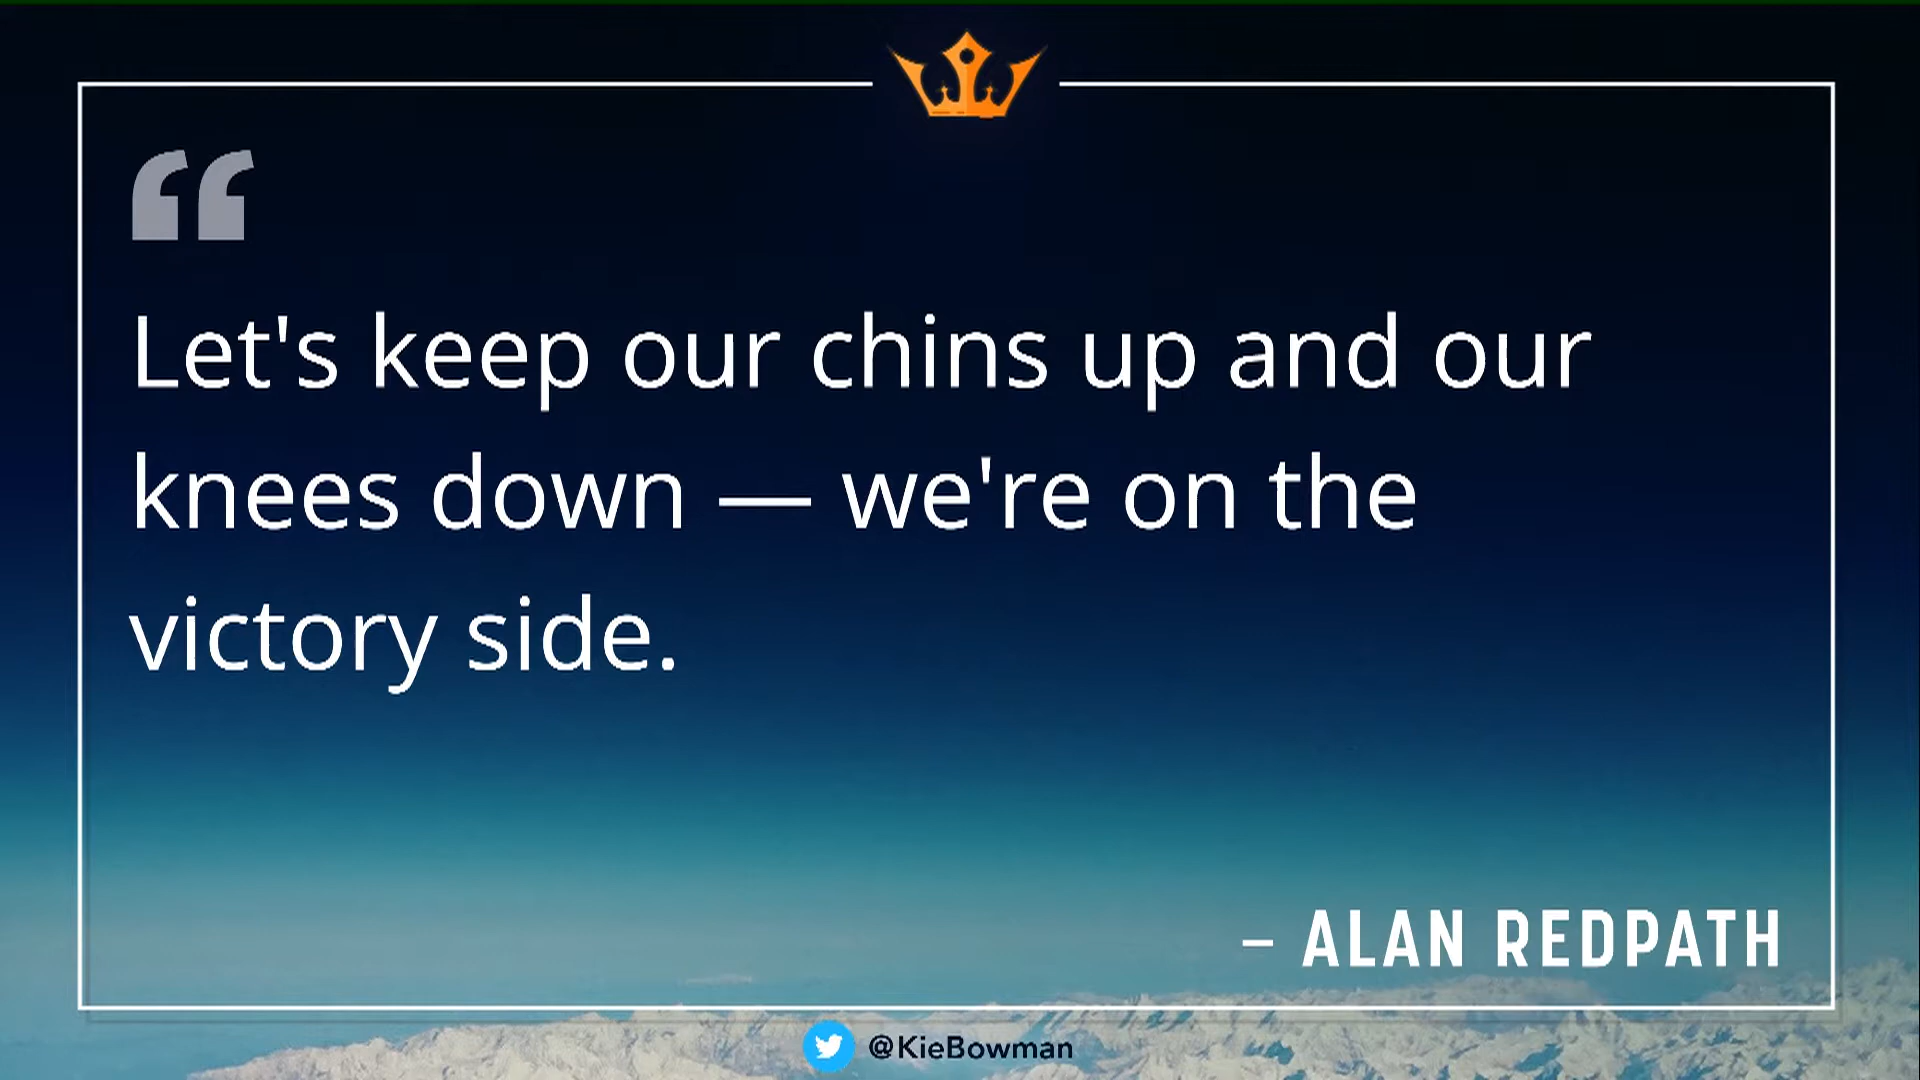 “
Let's keep our chins up and our
knees down — we're on the
victory side.
– ALAN REDPATH
@KieBowman